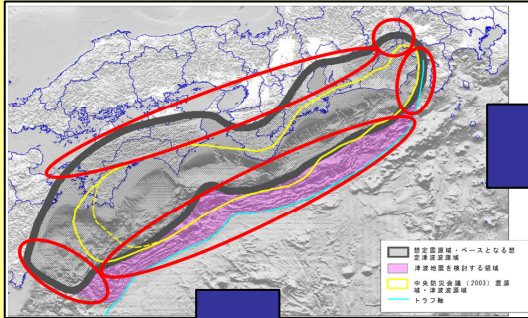 想定震源域・ベースとなる想
定津波波源域
津波地震を検討する領域
中央防災会議（2003）震源
域・津波波源域
トラフ軸